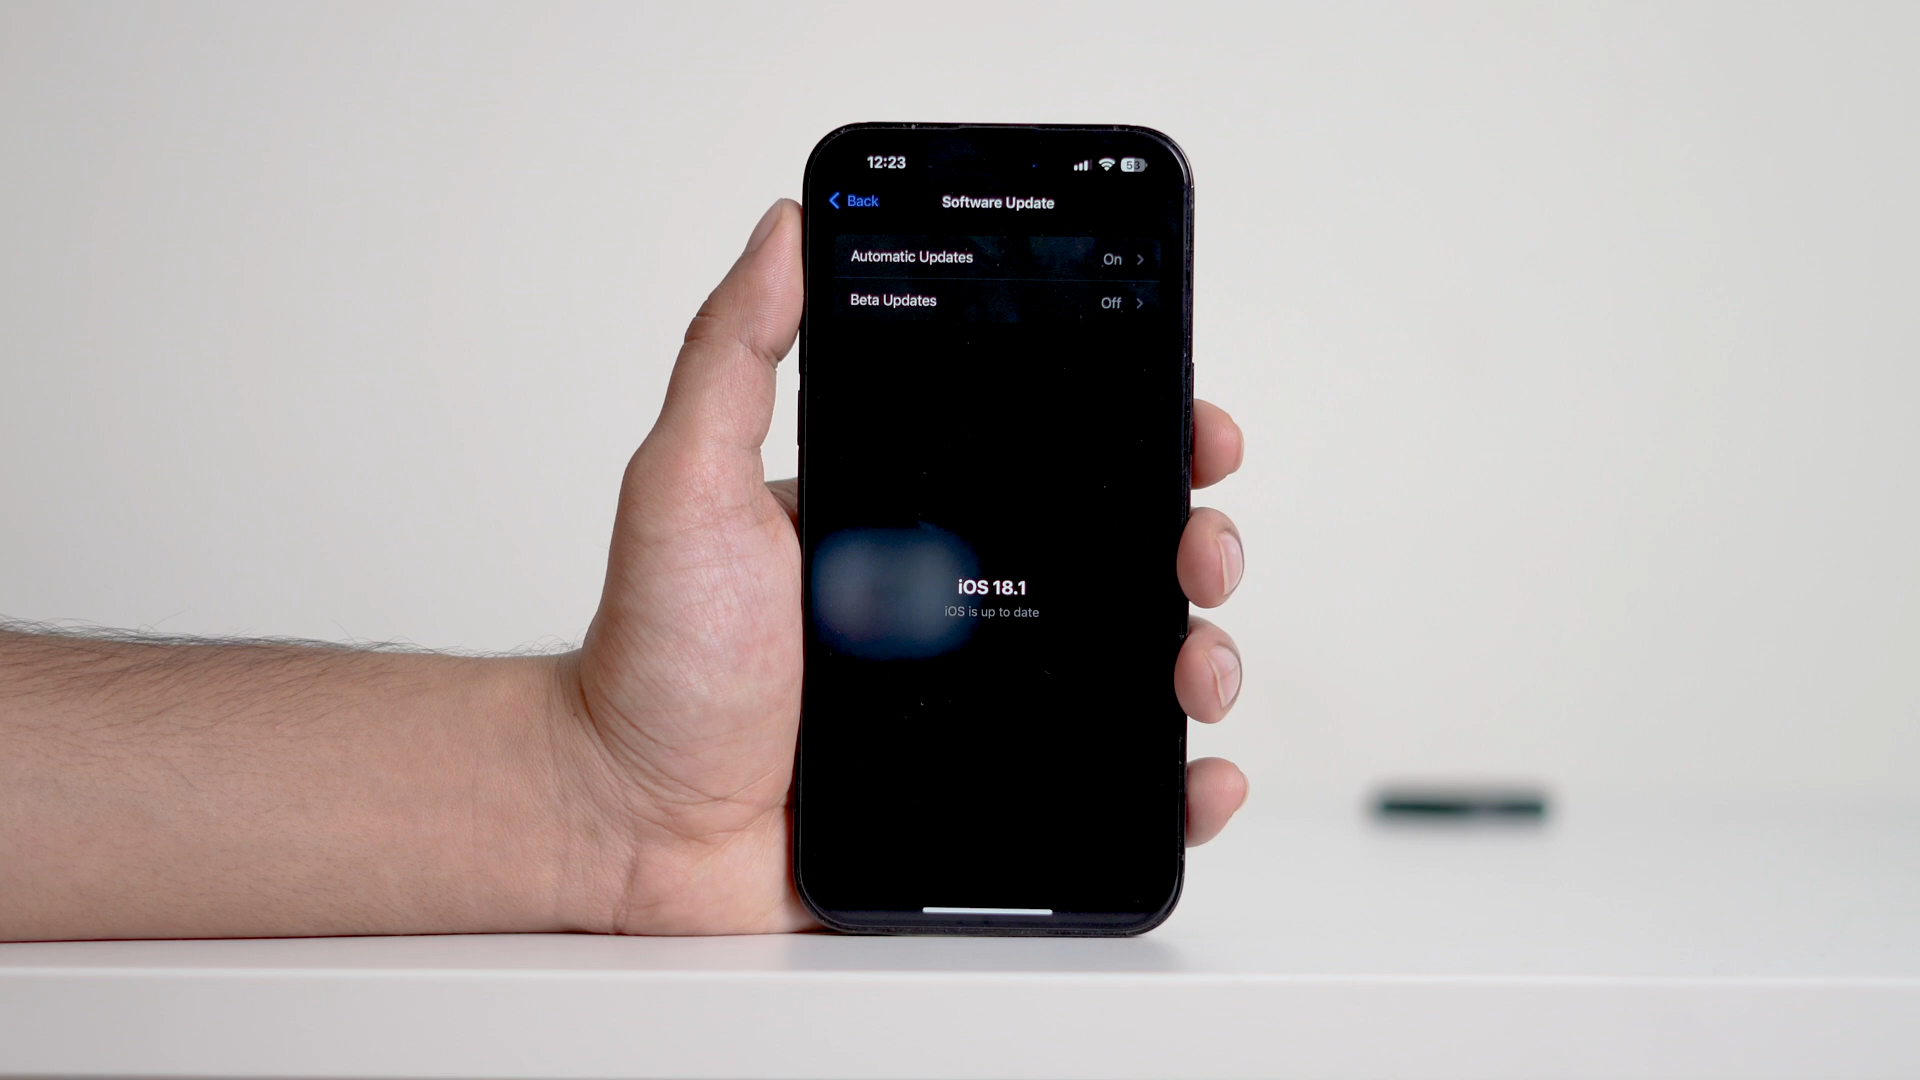 12:23
53
Back
Software Update
Automatic Updates On
Beta Updates Off
iOS 18.1
iOS is up to date